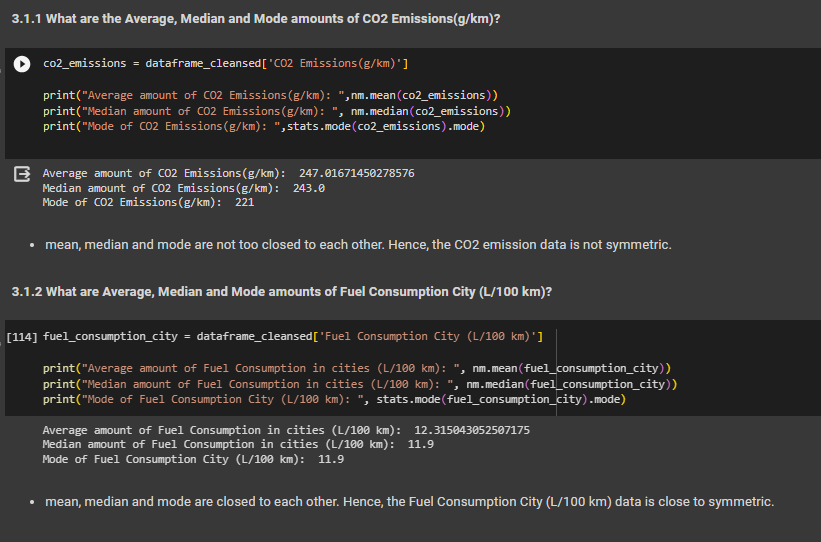 3.1.1 What are the Average, Median and Mode amounts of CO2 Emissions(g/km)?
co2_emissions = dataframe_cleansed['CO2 Emissions(g/km)']
print("Average amount of CO2 Emissions(g/km): ",nm.mean(co2_emissions))
print("Median amount of CO2 Emissions(g/km): ", nm.median(co2_emissions))
print("Mode of CO2 Emissions(g/km): ",stats.mode(co2_emissions).mode)
Average amount of CO2 Emissions(g/km):  247.01671450278576
Median amount of CO2 Emissions(g/km):  243.0
Mode of CO2 Emissions(g/km):  221
• mean, median and mode are not too closed to each other. Hence, the CO2 emission data is not symmetric.
3.1.2 What are Average, Median and Mode amounts of Fuel Consumption City (L/100 km)?
[114] fuel_consumption_city = dataframe_cleansed['Fuel Consumption City (L/100 km)']
print("Average amount of Fuel Consumption in cities (L/100 km): ", nm.mean(fuel_consumption_city))
print("Median amount of Fuel Consumption in cities (L/100 km): ", nm.median(fuel_consumption_city))
print("Mode of Fuel Consumption City (L/100 km): ", stats.mode(fuel_consumption_city).mode)
Average amount of Fuel Consumption in cities (L/100 km):  12.315043052507175
Median amount of Fuel Consumption in cities (L/100 km):  11.9
Mode of Fuel Consumption City (L/100 km):  11.9
• mean, median and mode are closed to each other. Hence, the Fuel Consumption City (L/100 km) data is close to symmetric.